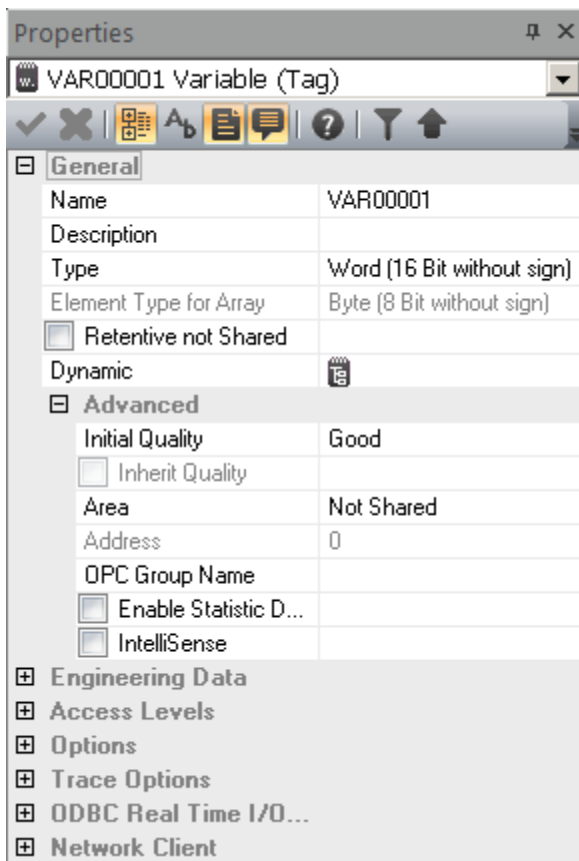 Properties
VAR00001 Variable (Tag)
General
Name VAR00001
Description
Type Word (16 Bit without sign)
Element Type for Array Byte (8 Bit without sign)
Retentive not Shared
Dynamic
Advanced
Initial Quality Good
Inherit Quality
Area Not Shared
Address 0
OPC Group Name
Enable Statistic D...
IntelliSense
Engineering Data
Access Levels
Options
Trace Options
ODBC Real Time I/O...
Network Client